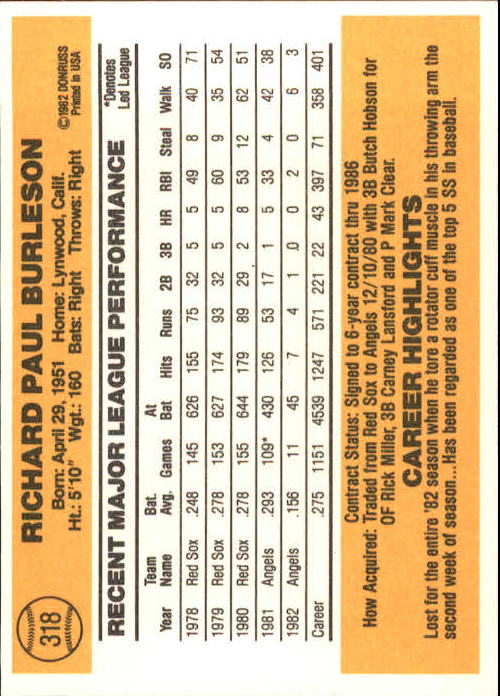 318
RICHARD PAUL BURLESON
Born: April 29, 1951 Home: Lynwood, Calif.
Ht.: 5'10" Wgt.: 160 Bats: Right Throws: Right
©1982 DONRUSS
Printed in USA
RECENT MAJOR LEAGUE PERFORMANCE
*Denotes
Led League
Year Team Name Bat. Avg. Games At Bat Hits Runs 2B 3B HR RBI Steal Walk SO
1978 Red Sox .248 145 626 155 75 32 5 5 49 8 40 71
1979 Red Sox .278 153 627 174 93 32 5 5 60 9 35 54
1980 Red Sox .278 155 644 179 89 29 2 8 53 12 62 51
1981 Angels .293 109* 430 126 53 17 1 5 33 4 42 38
1982 Angels .156 11 45 7 4 1 0 0 2 0 6 3
Career .275 1151 4539 1247 571 221 22 43 397 71 358 401
Contract Status: Signed to 6-year contract thru 1986
How Acquired: Traded from Red Sox to Angels 12/10/80 with 3B Butch Hobson for
OF Rick Miller, 3B Carney Lansford and P Mark Clear.
CAREER HIGHLIGHTS
Lost for the entire '82 season when he tore a rotator cuff muscle in his throwing arm the
second week of season...Has been regarded as one of the top 5 SS in baseball.